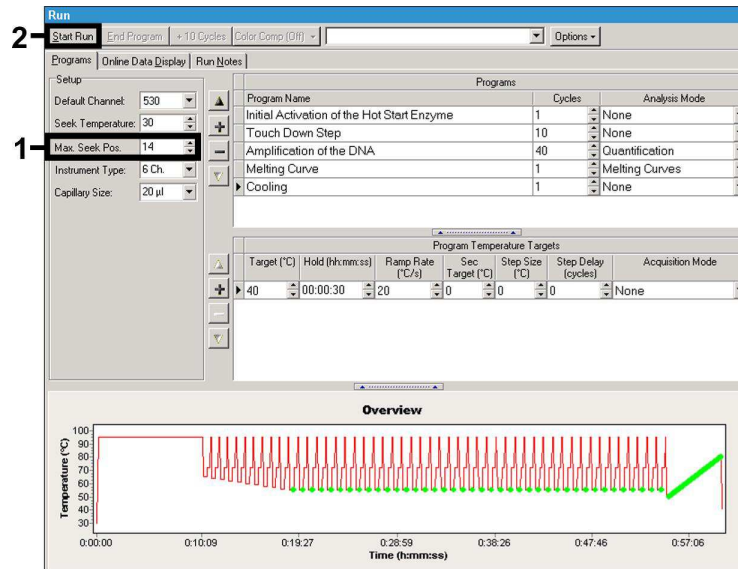 Run
2
Start Run End Program + 10 Cycles Color Comp (Off) Options
Programs Online Data Display Run Notes
Setup
Default Channel: 530
Seek Temperature: 30
1
Max. Seek Pos. 14
Instrument Type: 6 Ch.
Capillary Size: 20 µl
Programs
Program Name Cycles Analysis Mode
Initial Activation of the Hot Start Enzyme 1 None
Touch Down Step 10 None
Amplification of the DNA 40 Quantification
Melting Curve 1 Melting Curves
Cooling 1 None
Program Temperature Targets
Target (°C) Hold (hh:mm:ss) Ramp Rate (°C/s) Sec Target (°C) Step Size (°C) Step Delay (cycles) Acquisition Mode
40 00:00:30 20 0 0 0 None
Overview
Temperature (°C)
100
90
80
70
60
50
40
30
0:00:00 0:10:09 0:19:27 0:28:59 0:38:26 0:47:46 0:57:06
Time (h:mm:ss)